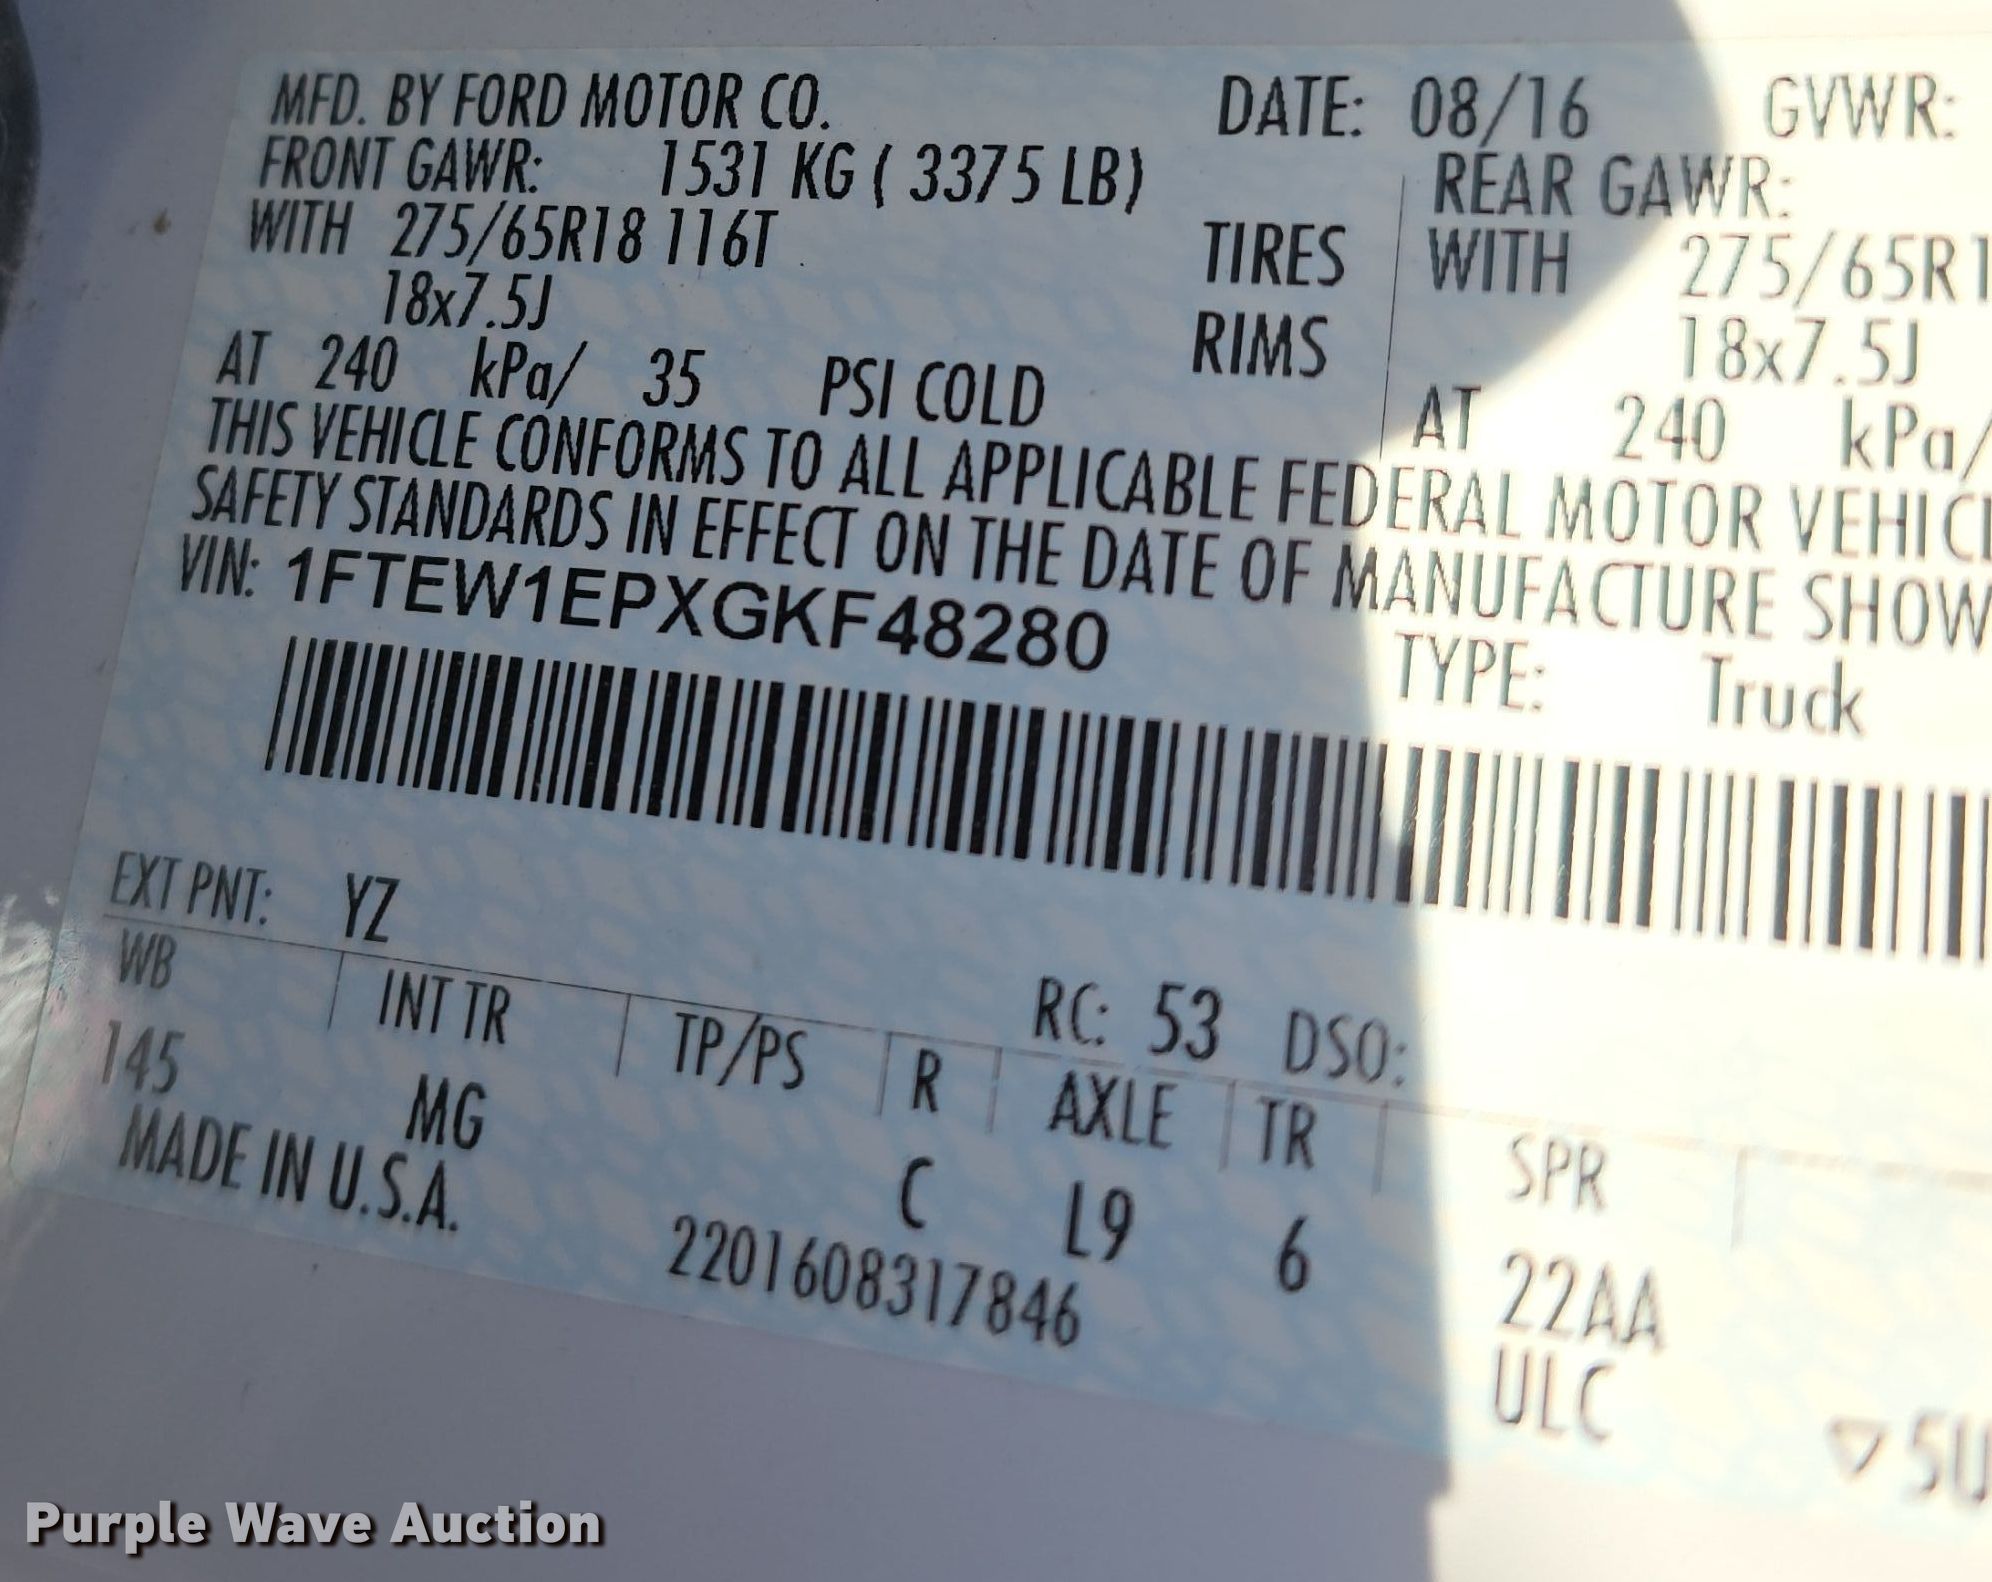 MFD. BY FORD MOTOR CO. DATE: 08/16 GVWR:
FRONT GAWR: 1531 KG ( 3375 LB) REAR GAWR:
WITH 275/65R18 116T TIRES WITH 275/65R1
18x7.5J RIMS 18x7.5J
AT 240 kPa/ 35 PSI COLD AT 240 kPa/
THIS VEHICLE CONFORMS TO ALL APPLICABLE FEDERAL MOTOR VEHICL
SAFETY STANDARDS IN EFFECT ON THE DATE OF MANUFACTURE SHOW
VIN: 1FTEW1EPXGKF48280
TYPE: Truck
EXT PNT: YZ RC: 53 DSO:
WB INT TR TP/PS R AXLE TR SPR
145 MG C L9 6 22AA
MADE IN U.S.A. 2201608317846 ULC
▽ 5U
Purple Wave Auction